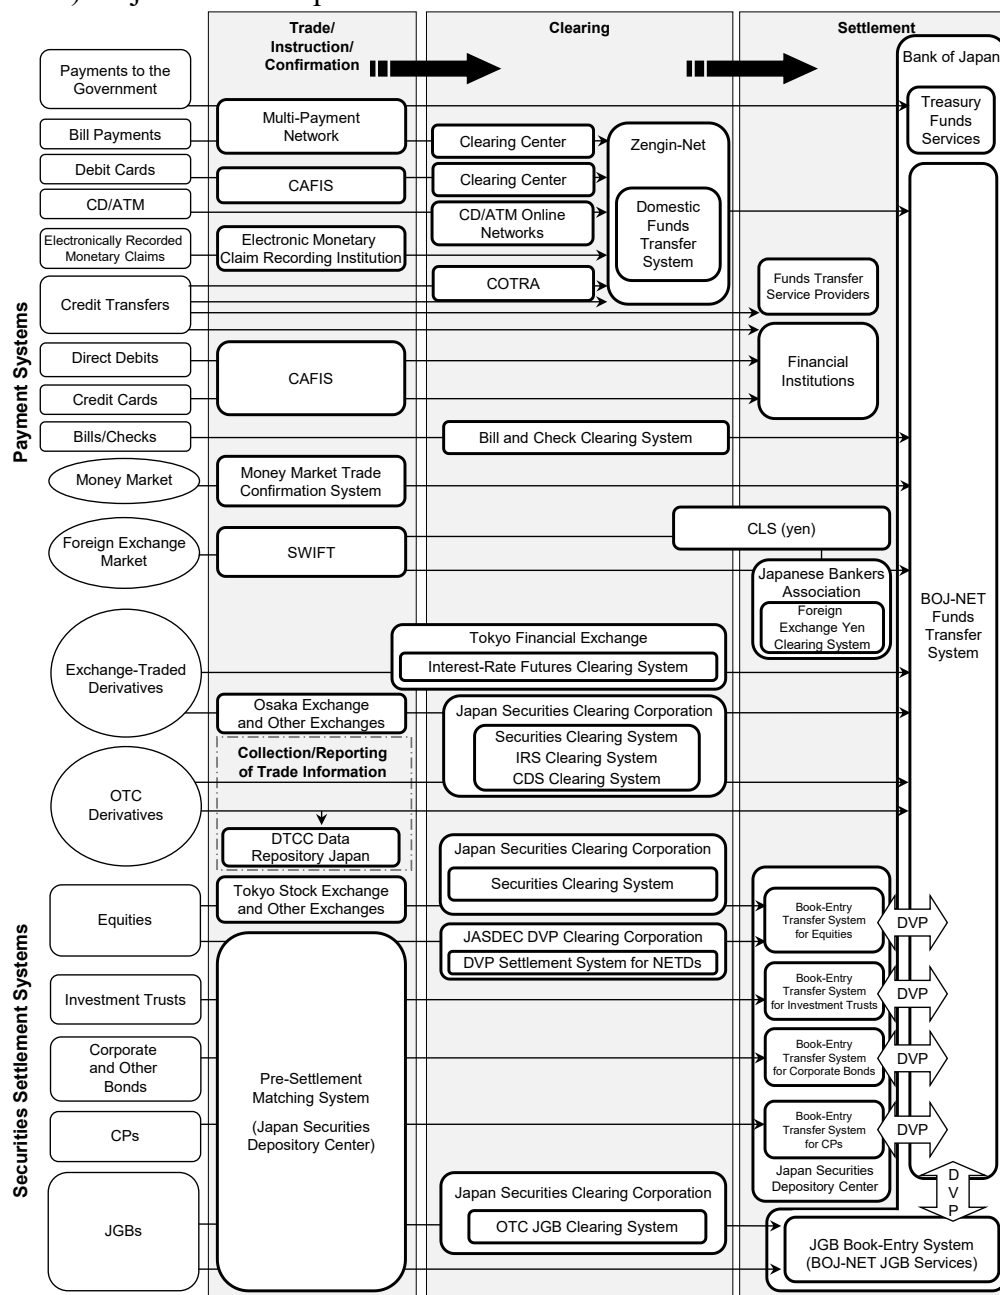 Trade/
Instruction/
Confirmation
Clearing
Settlement
Bank of Japan
Payment Systems
Payments to the
Government
Treasury
Funds
Services
Bill Payments
Multi-Payment
Network
Clearing Center
Zengin-Net
Debit Cards
CAFIS
Clearing Center
CD/ATM
CD/ATM Online
Networks
Domestic
Funds
Transfer
System
Electronically Recorded
Monetary Claims
Electronic Monetary
Claim Recording Institution
Credit Transfers
COTRA
Funds Transfer
Service Providers
Direct Debits
CAFIS
Financial
Institutions
Credit Cards
Bills/Checks
Bill and Check Clearing System
Money Market
Money Market Trade
Confirmation System
Foreign Exchange
Market
SWIFT
CLS (yen)
Japanese Bankers
Association
Foreign
Exchange Yen
Clearing System
BOJ-NET
Funds
Transfer
System
Exchange-Traded
Derivatives
Tokyo Financial Exchange
Interest-Rate Futures Clearing System
Osaka Exchange
and Other Exchanges
Japan Securities Clearing Corporation
Securities Clearing System
IRS Clearing System
CDS Clearing System
Collection/Reporting
of Trade Information
OTC
Derivatives
DTCC Data
Repository Japan
Securities Settlement Systems
Japan Securities Clearing Corporation
Securities Clearing System
Equities
Tokyo Stock Exchange
and Other Exchanges
Book-Entry
Transfer System
for Equities
DVP
JASDEC DVP Clearing Corporation
DVP Settlement System for NETDs
Investment Trusts
Book-Entry
Transfer System
for Investment Trusts
DVP
Corporate
and Other
Bonds
Pre-Settlement
Matching System
(Japan Securities
Depository Center)
Book-Entry
Transfer System
for Corporate Bonds
DVP
CPs
Book-Entry
Transfer System
for CPs
DVP
Japan Securities
Depository Center
D
V
P
JGBs
Japan Securities Clearing Corporation
OTC JGB Clearing System
JGB Book-Entry System
(BOJ-NET JGB Services)